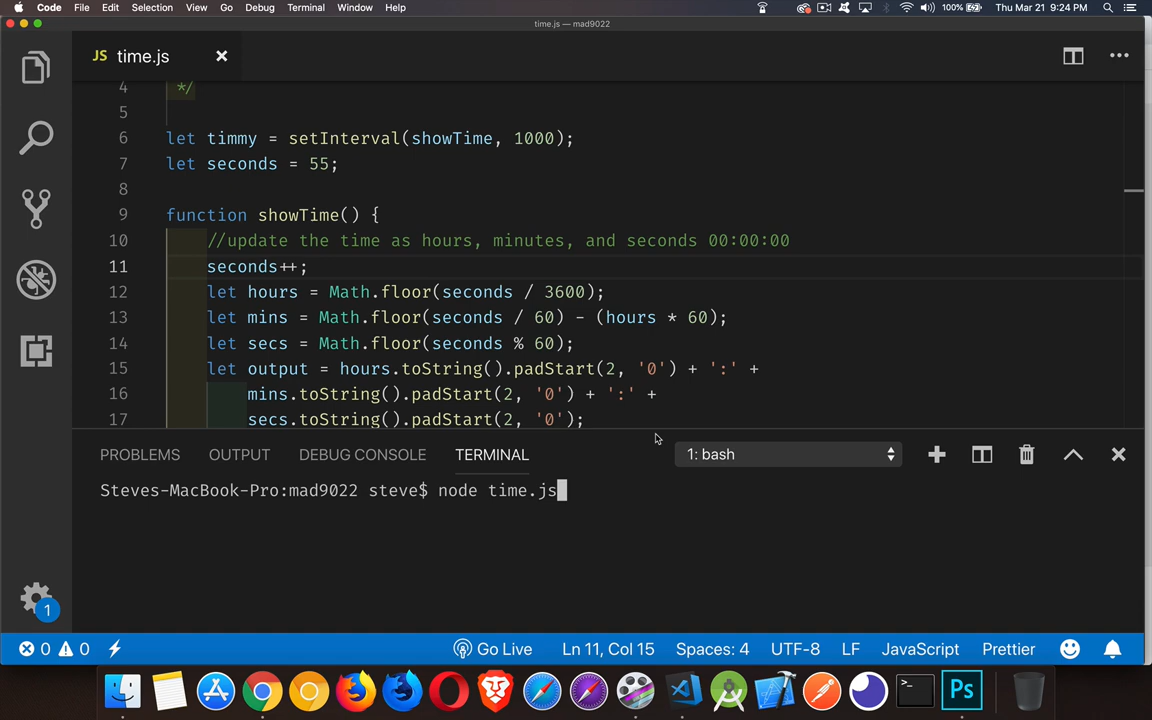 Code File Edit Selection View Go Debug Terminal Window Help 100% Thu Mar 21 9:24 PM
time.js — mad9022
JS time.js
4 */
5
6 let timmy = setInterval(showTime, 1000);
7 let seconds = 55;
8
9 function showTime() {
10 //update the time as hours, minutes, and seconds 00:00:00
11 seconds++;
12 let hours = Math.floor(seconds / 3600);
13 let mins = Math.floor(seconds / 60) - (hours * 60);
14 let secs = Math.floor(seconds % 60);
15 let output = hours.toString().padStart(2, '0') + ':' +
16 mins.toString().padStart(2, '0') + ':' +
17 secs.toString().padStart(2, '0');
PROBLEMS OUTPUT DEBUG CONSOLE TERMINAL 1: bash
Steves-MacBook-Pro:mad9022 steve$ node time.js
1
0 0 Go Live Ln 11, Col 15 Spaces: 4 UTF-8 LF JavaScript Prettier
>_ Ps